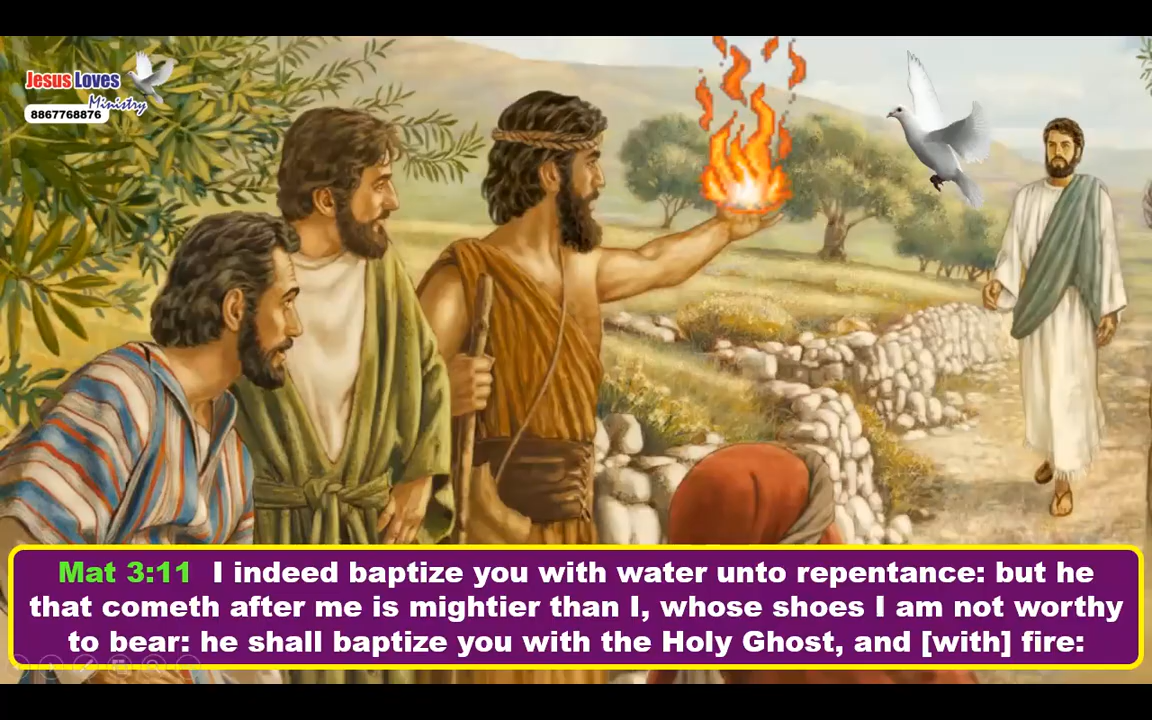 Jesus Loves
Ministry
8867768876
Mat 3:11 I indeed baptize you with water unto repentance: but he
that cometh after me is mightier than I, whose shoes I am not worthy
to bear: he shall baptize you with the Holy Ghost, and [with] fire: